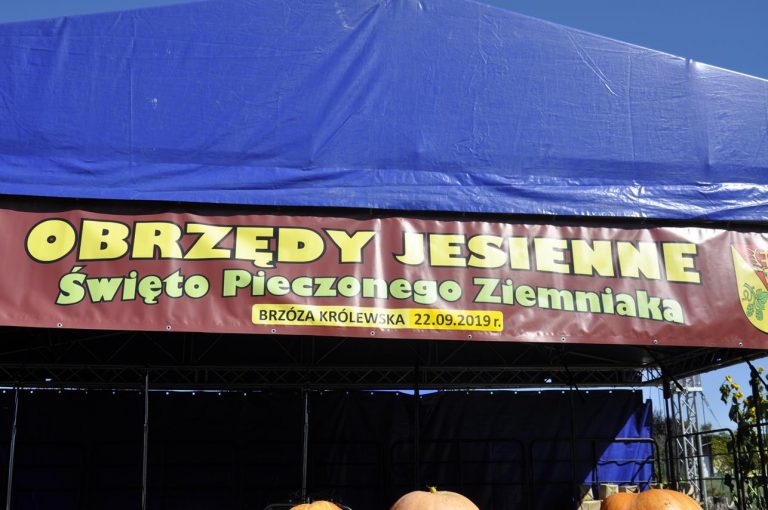 OBRZĘDY JESIENNE
Święto Pieczonego Ziemniaka
BRZÓZA KRÓLEWSKA 22.09.2019 r.